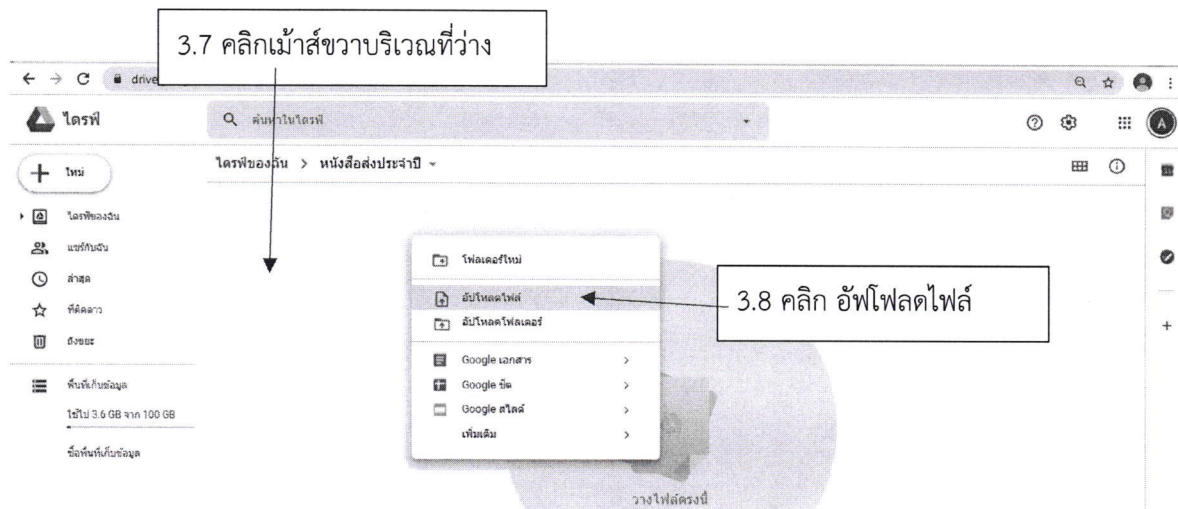 3.7 คลิกเม้าส์ขวาบริเวณที่ว่าง
drive
ไดรฟ์
ค้นหาในไดรฟ์
A
ใหม่
ไดรฟ์ของฉัน > หนังสือส่งประจำปี
ไดรฟ์ของฉัน
แชร์กับฉัน
ล่าสุด
ที่ติดดาว
ถังขยะ
พื้นที่เก็บข้อมูล
ใช้ไป 3.6 GB จาก 100 GB
ซื้อพื้นที่เก็บข้อมูล
โฟลเดอร์ใหม่
อัปโหลดไฟล์
3.8 คลิก อัฟโฟลดไฟล์
อัปโหลดโฟลเดอร์
Google เอกสาร
Google ชีต
Google สไลด์
เพิ่มเติม
วางไฟล์ตรงนี้